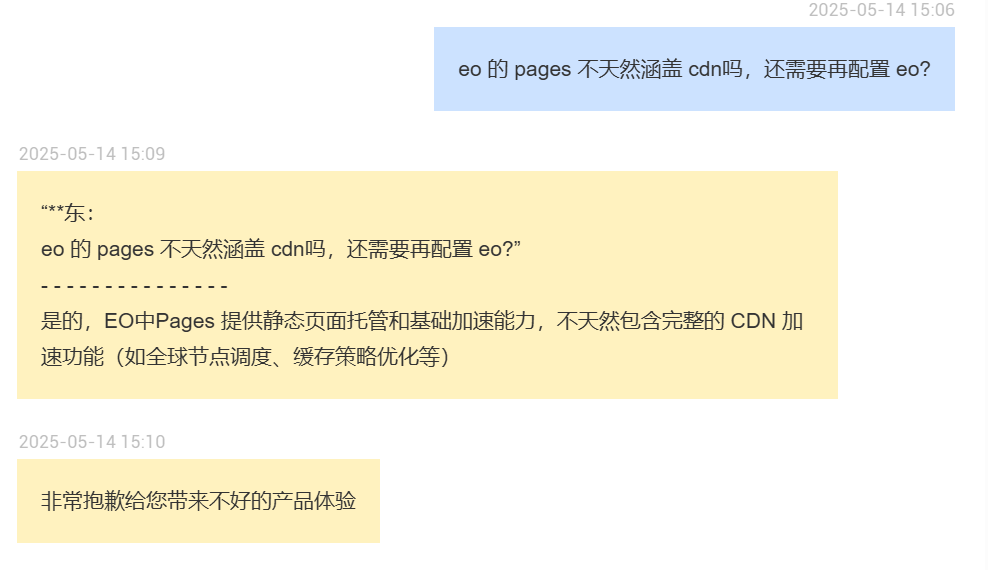 2025-05-14 15:06
eo 的 pages 不天然涵盖 cdn吗，还需要再配置 eo?
2025-05-14 15:09
“**东：
eo 的 pages 不天然涵盖 cdn吗，还需要再配置 eo?”
- - - - - - - - - - - - - - -
是的，EO中Pages 提供静态页面托管和基础加速能力，不天然包含完整的 CDN 加
速功能（如全球节点调度、缓存策略优化等）
2025-05-14 15:10
非常抱歉给您带来不好的产品体验